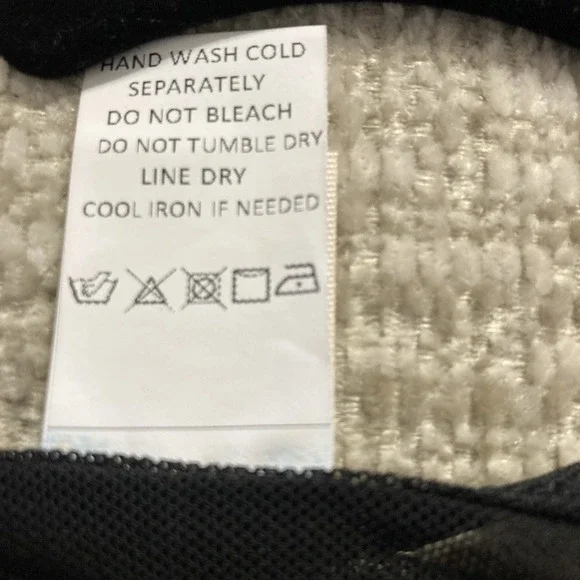 HAND WASH COLD
SEPARATELY
DO NOT BLEACH
DO NOT TUMBLE DRY
LINE DRY
COOL IRON IF NEEDED